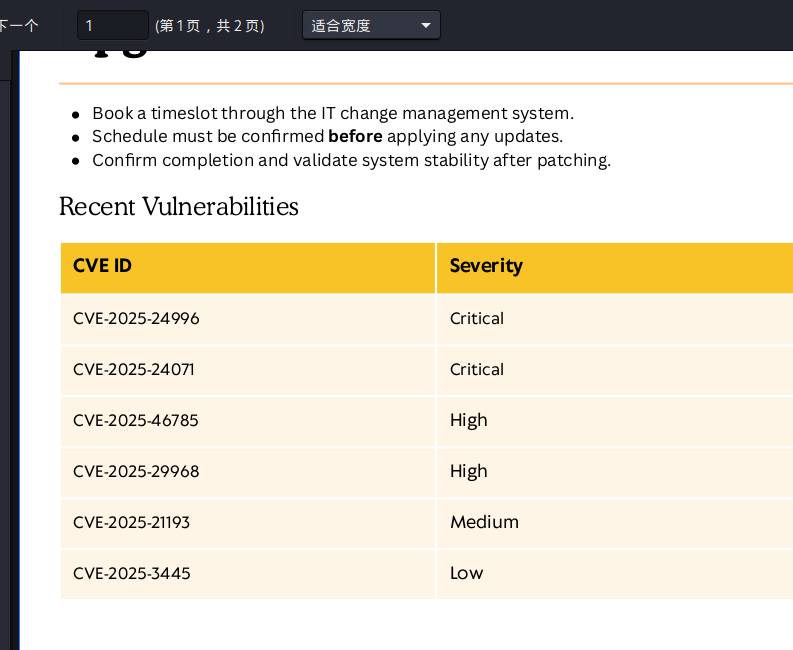 下一个 1 (第1页，共2页) 适合宽度
Book a timeslot through the IT change management system.
Schedule must be confirmed before applying any updates.
Confirm completion and validate system stability after patching.
Recent Vulnerabilities
CVE ID Severity
CVE-2025-24996 Critical
CVE-2025-24071 Critical
CVE-2025-46785 High
CVE-2025-29968 High
CVE-2025-21193 Medium
CVE-2025-3445 Low